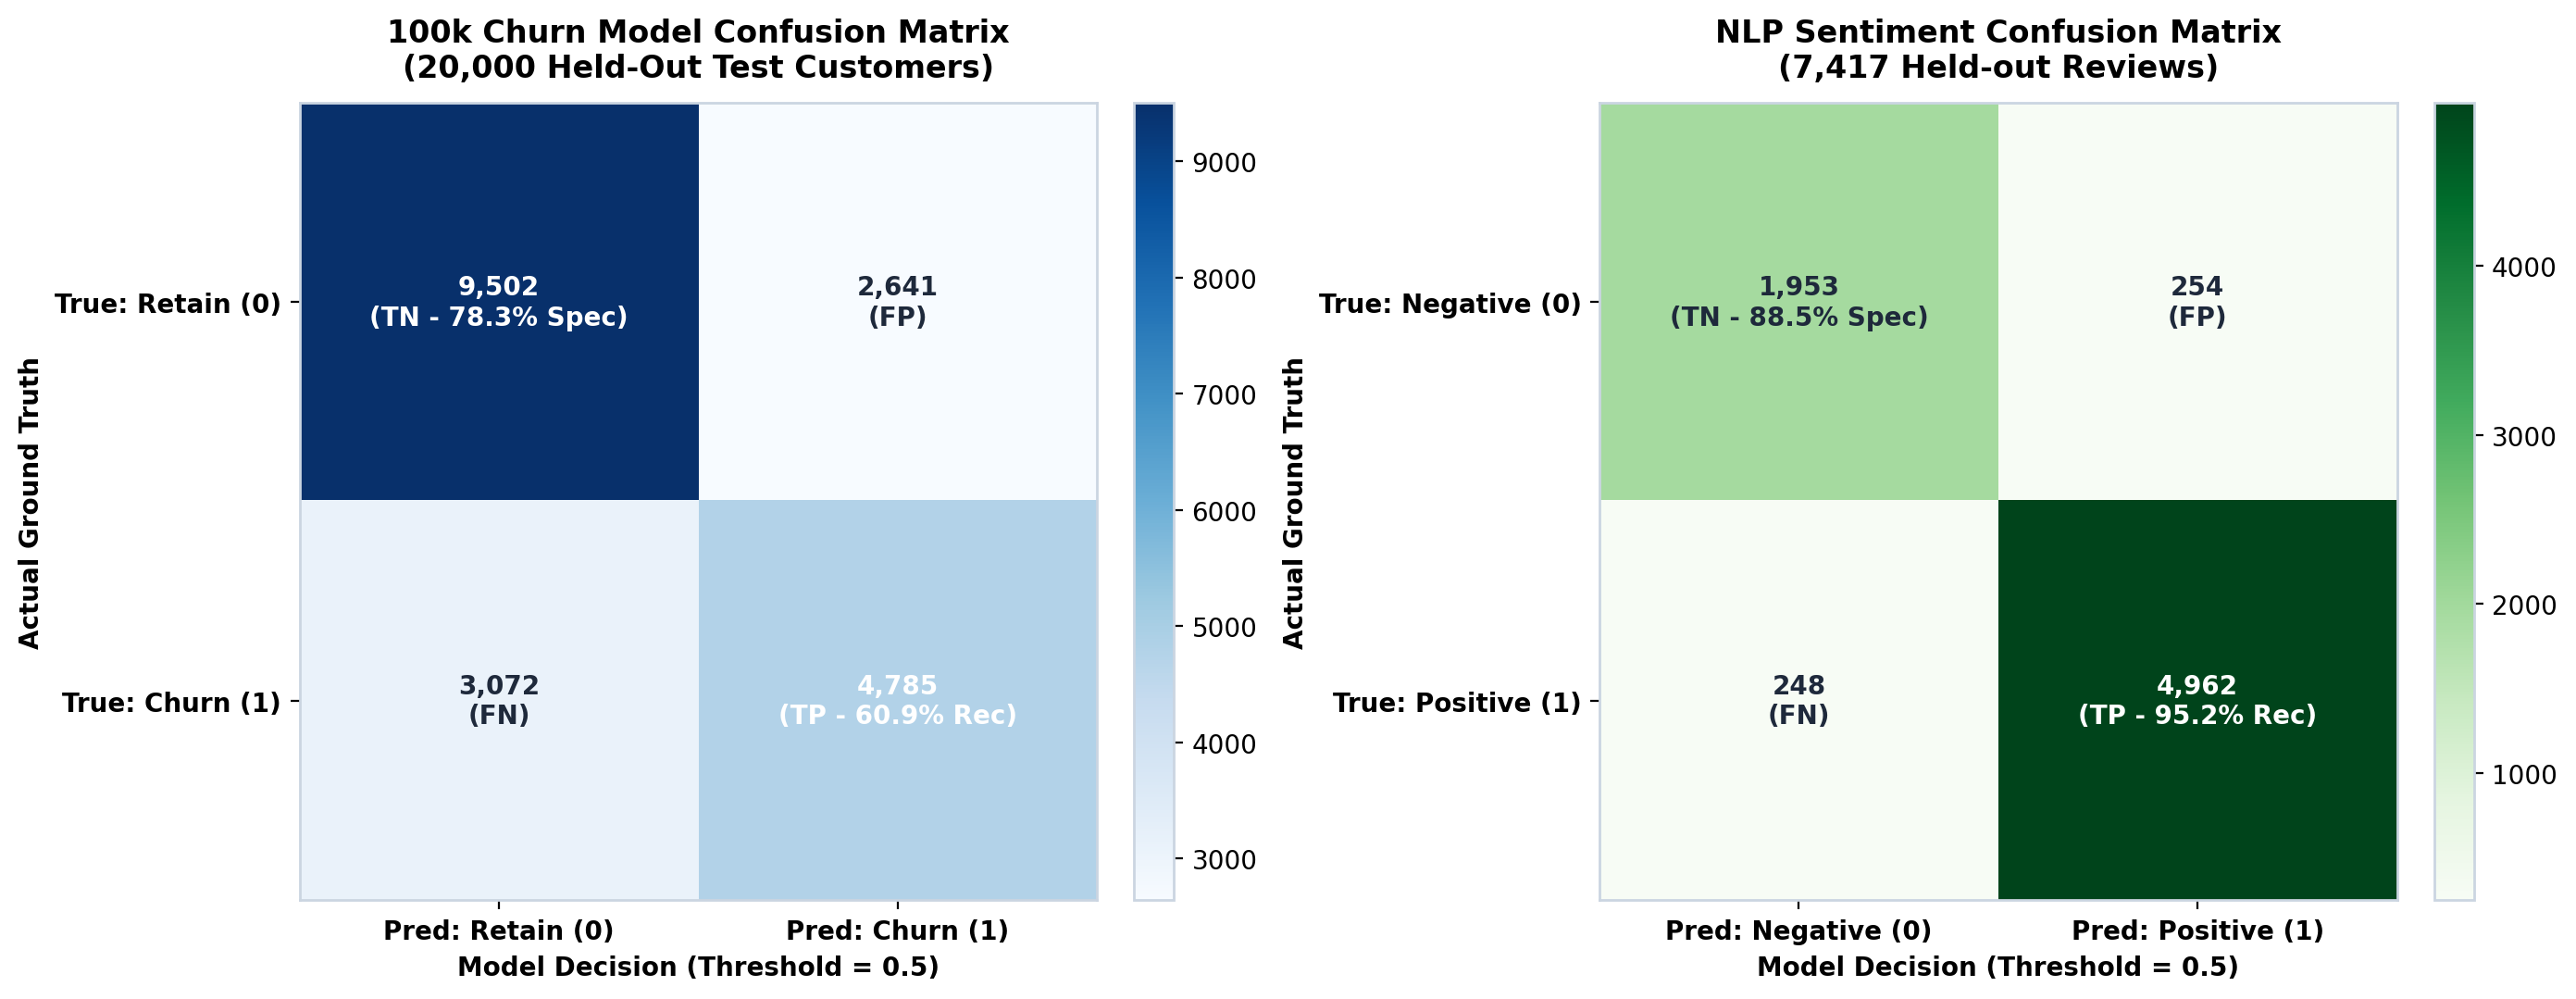 100k Churn Model Confusion Matrix
(20,000 Held-Out Test Customers)
Actual Ground Truth
True: Retain (0)
True: Churn (1)
9,502
(TN - 78.3% Spec)
2,641
(FP)
3,072
(FN)
4,785
(TP - 60.9% Rec)
Pred: Retain (0)
Pred: Churn (1)
Model Decision (Threshold = 0.5)
9000
8000
7000
6000
5000
4000
3000
NLP Sentiment Confusion Matrix
(7,417 Held-out Reviews)
Actual Ground Truth
True: Negative (0)
True: Positive (1)
1,953
(TN - 88.5% Spec)
254
(FP)
248
(FN)
4,962
(TP - 95.2% Rec)
Pred: Negative (0)
Pred: Positive (1)
Model Decision (Threshold = 0.5)
4000
3000
2000
1000